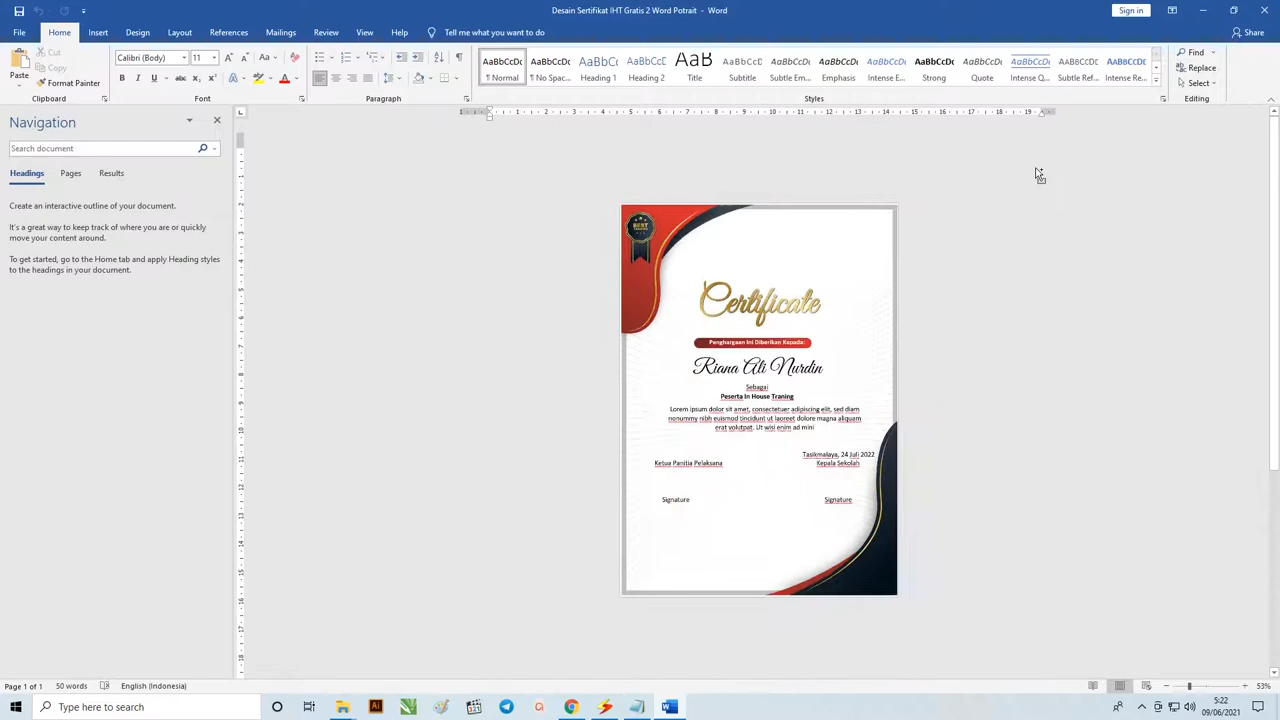 Desain Sertifikat IHT Gratis 2 Word Potrait - Word
Sign in
File Home Insert Design Layout References Mailings Review View Help Tell me what you want to do Share
Paste
Cut
Copy
Format Painter
Calibri (Body) 11
AaBbCcDc AaBbCcDc AaBbCc AaBbCcD AaB AaBbCcD AaBbCcDc AaBbCcDc AaBbCcDc AaBbCcDc AaBbCcDc AaBbCcDc AaBbCcDc AABBCCDC
¶ Normal ¶ No Spac... Heading 1 Heading 2 Title Subtitle Subtle Em... Emphasis Intense E... Strong Quote Intense Q... Subtle Ref... Intense Re...
Find
Replace
Select
Clipboard Font Paragraph Styles Editing
Navigation
Search document
Headings Pages Results
Create an interactive outline of your document.
It's a great way to keep track of where you are or quickly
move your content around.
To get started, go to the Home tab and apply Heading styles
to the headings in your document.
BEST
Certificate
Penghargaan Ini Diberikan Kepada:
Riana Ali Nurdin
Sebagai
Peserta In House Traning
Lorem ipsum dolor sit amet, consectetuer adipiscing elit, sed diam
nonummy nibh euismod tincidunt ut laoreet dolore magna aliquam
erat volutpat. Ut wisi enim ad mini
Tasikmalaya, 24 Juli 2022
Ketua Panitia Pelaksana Kepala Sekolah
Signature Signature
Page 1 of 1 50 words English (Indonesia) 53%
Type here to search
5:22
09/06/2021